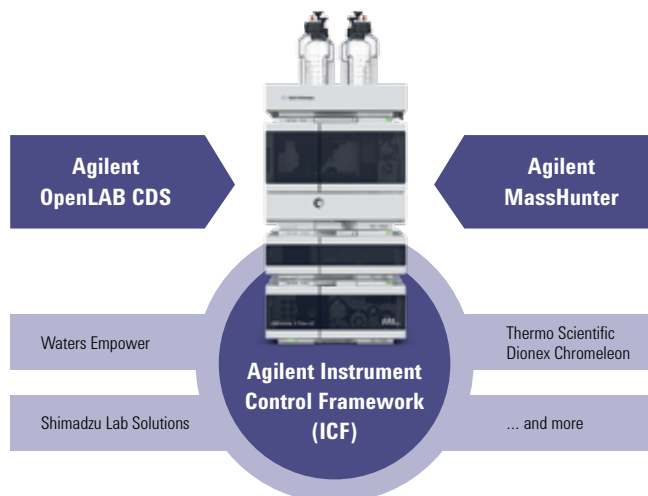 Agilent
OpenLAB CDS
Agilent
MassHunter
Waters Empower
Thermo Scientific
Dionex Chromeleon
Agilent Instrument
Control Framework
(ICF)
Shimadzu Lab Solutions
... and more